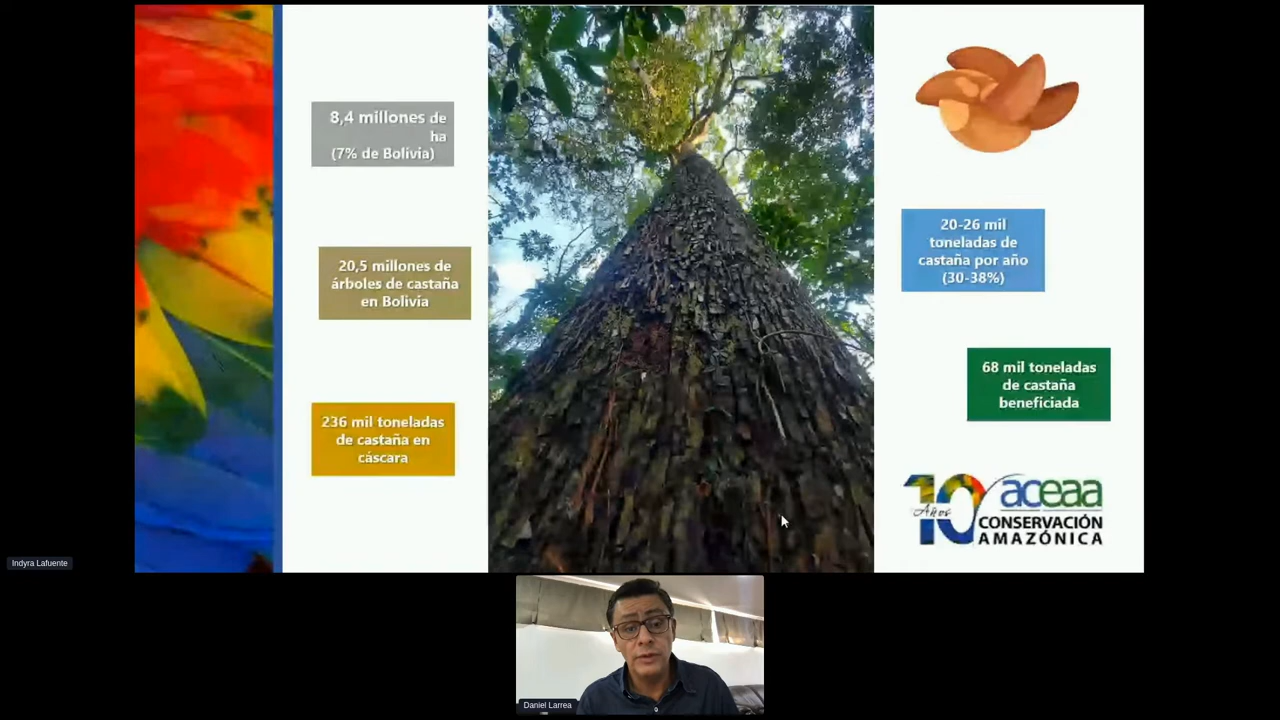 8,4 millones de
ha
(7% de Bolivia)
20,5 millones de
árboles de castaña
en Bolivia
236 mil toneladas
de castaña en
cáscara
20-26 mil
toneladas de
castaña por año
(30-38%)
68 mil toneladas
de castaña
beneficiada
10 Años aceaa
CONSERVACIÓN
AMAZÓNICA
Indyra Lafuente
Daniel Larrea